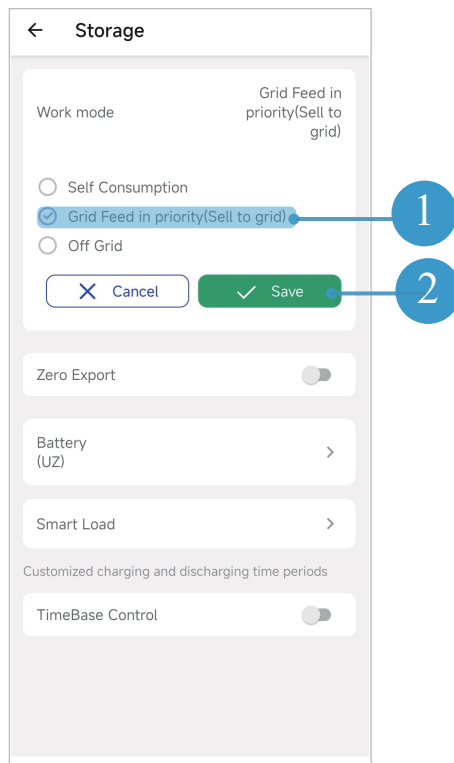 Storage
Work mode
Grid Feed in
priority(Sell to
grid)
Self Consumption
Grid Feed in priority(Sell to grid)
1
Off Grid
Cancel
Save
2
Zero Export
Battery
(UZ)
Smart Load
Customized charging and discharging time periods
TimeBase Control